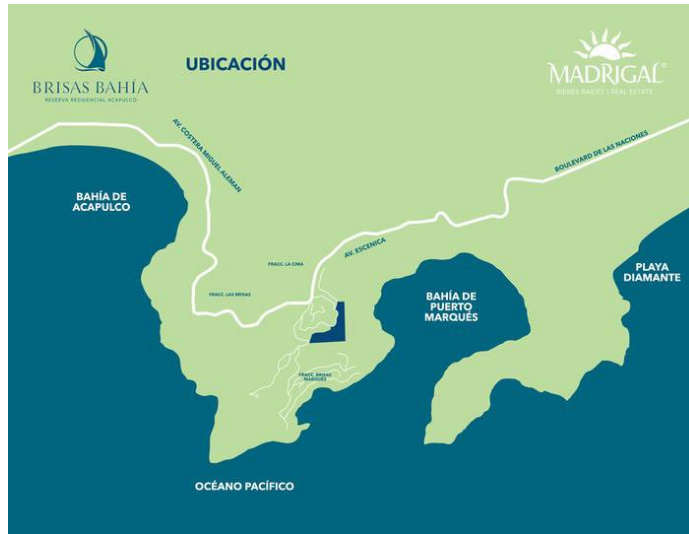 BRISAS BAHÍA
RESERVA RESIDENCIAL ACAPULCO
UBICACIÓN
MADRIGAL®
BIENES RAÍCES | REAL ESTATE
AV. COSTERA MIGUEL ALEMAN
BOULEVARD DE LAS NACIONES
BAHÍA DE
ACAPULCO
AV. ESCENICA
FRACC. LA CIMA
PLAYA
DIAMANTE
FRACC. LAS BRISAS
BAHÍA DE
PUERTO
MARQUÉS
FRACC. BRISAS
MARQUÉS
OCÉANO PACÍFICO